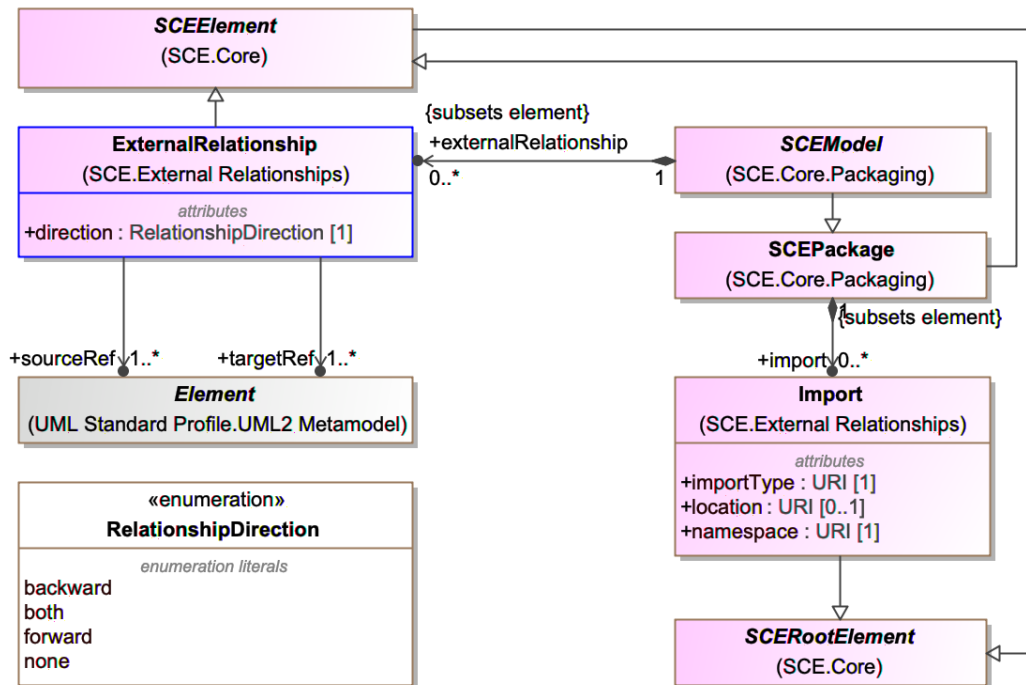 SCEElement
(SCE.Core)
ExternalRelationship
(SCE.External Relationships)
attributes
+direction : RelationshipDirection [1]
{subsets element}
+externalRelationship
0..*
1
SCEModel
(SCE.Core.Packaging)
SCEPackage
(SCE.Core.Packaging)
1
{subsets element}
+import 0..*
+sourceRef 1..*
+targetRef 1..*
Element
(UML Standard Profile.UML2 Metamodel)
Import
(SCE.External Relationships)
attributes
+importType : URI [1]
+location : URI [0..1]
+namespace : URI [1]
«enumeration»
RelationshipDirection
enumeration literals
backward
both
forward
none
SCERootElement
(SCE.Core)